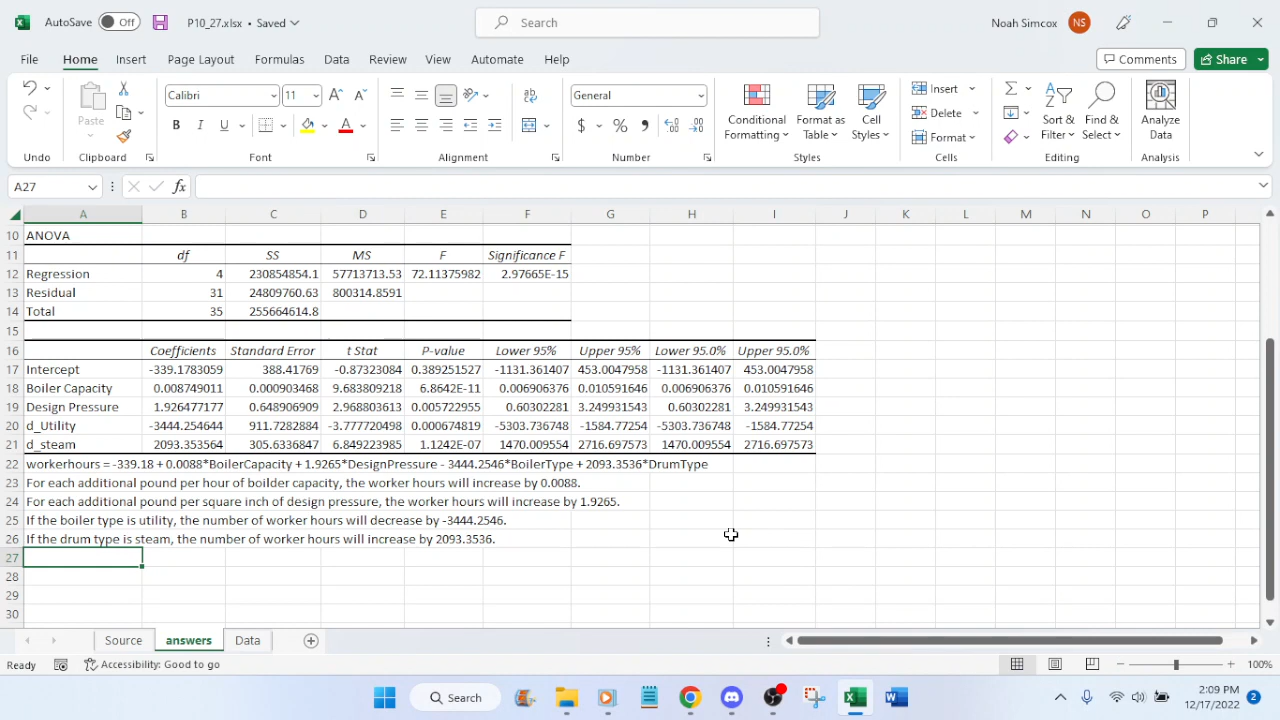 AutoSave Off P10_27.xlsx • Saved Search Noah Simcox NS
File Home Insert Page Layout Formulas Data Review View Automate Help Comments Share
Paste Calibri 11 General Conditional Formatting Format as Table Cell Styles Insert Delete Format Sort & Filter Find & Select Analyze Data
B I U A $ % ,
Undo Clipboard Font Alignment Number Styles Cells Editing Analysis
A27 fx
A B C D E F G H I J K L M N O P
10 ANOVA
11 df SS MS F Significance F
12 Regression 4 230854854.1 57713713.53 72.11375982 2.97665E-15
13 Residual 31 24809760.63 800314.8591
14 Total 35 255664614.8
15
16 Coefficients Standard Error t Stat P-value Lower 95% Upper 95% Lower 95.0% Upper 95.0%
17 Intercept -339.1783059 388.41769 -0.87323084 0.389251527 -1131.361407 453.0047958 -1131.361407 453.0047958
18 Boiler Capacity 0.008749011 0.000903468 9.683809218 6.8642E-11 0.006906376 0.010591646 0.006906376 0.010591646
19 Design Pressure 1.926477177 0.648906909 2.968803613 0.005722955 0.60302281 3.249931543 0.60302281 3.249931543
20 d_Utility -3444.254644 911.7282884 -3.777720498 0.000674819 -5303.736748 -1584.77254 -5303.736748 -1584.77254
21 d_steam 2093.353564 305.6336847 6.849223985 1.1242E-07 1470.009554 2716.697573 1470.009554 2716.697573
22 workerhours = -339.18 + 0.0088*BoilerCapacity + 1.9265*DesignPressure - 3444.2546*BoilerType + 2093.3536*DrumType
23 For each additional pound per hour of boilder capacity, the worker hours will increase by 0.0088.
24 For each additional pound per square inch of design pressure, the worker hours will increase by 1.9265.
25 If the boiler type is utility, the number of worker hours will decrease by -3444.2546.
26 If the drum type is steam, the number of worker hours will increase by 2093.3536.
27
28
29
30
Source answers Data
Ready Accessibility: Good to go 100%
Search 2:09 PM
12/17/2022 2